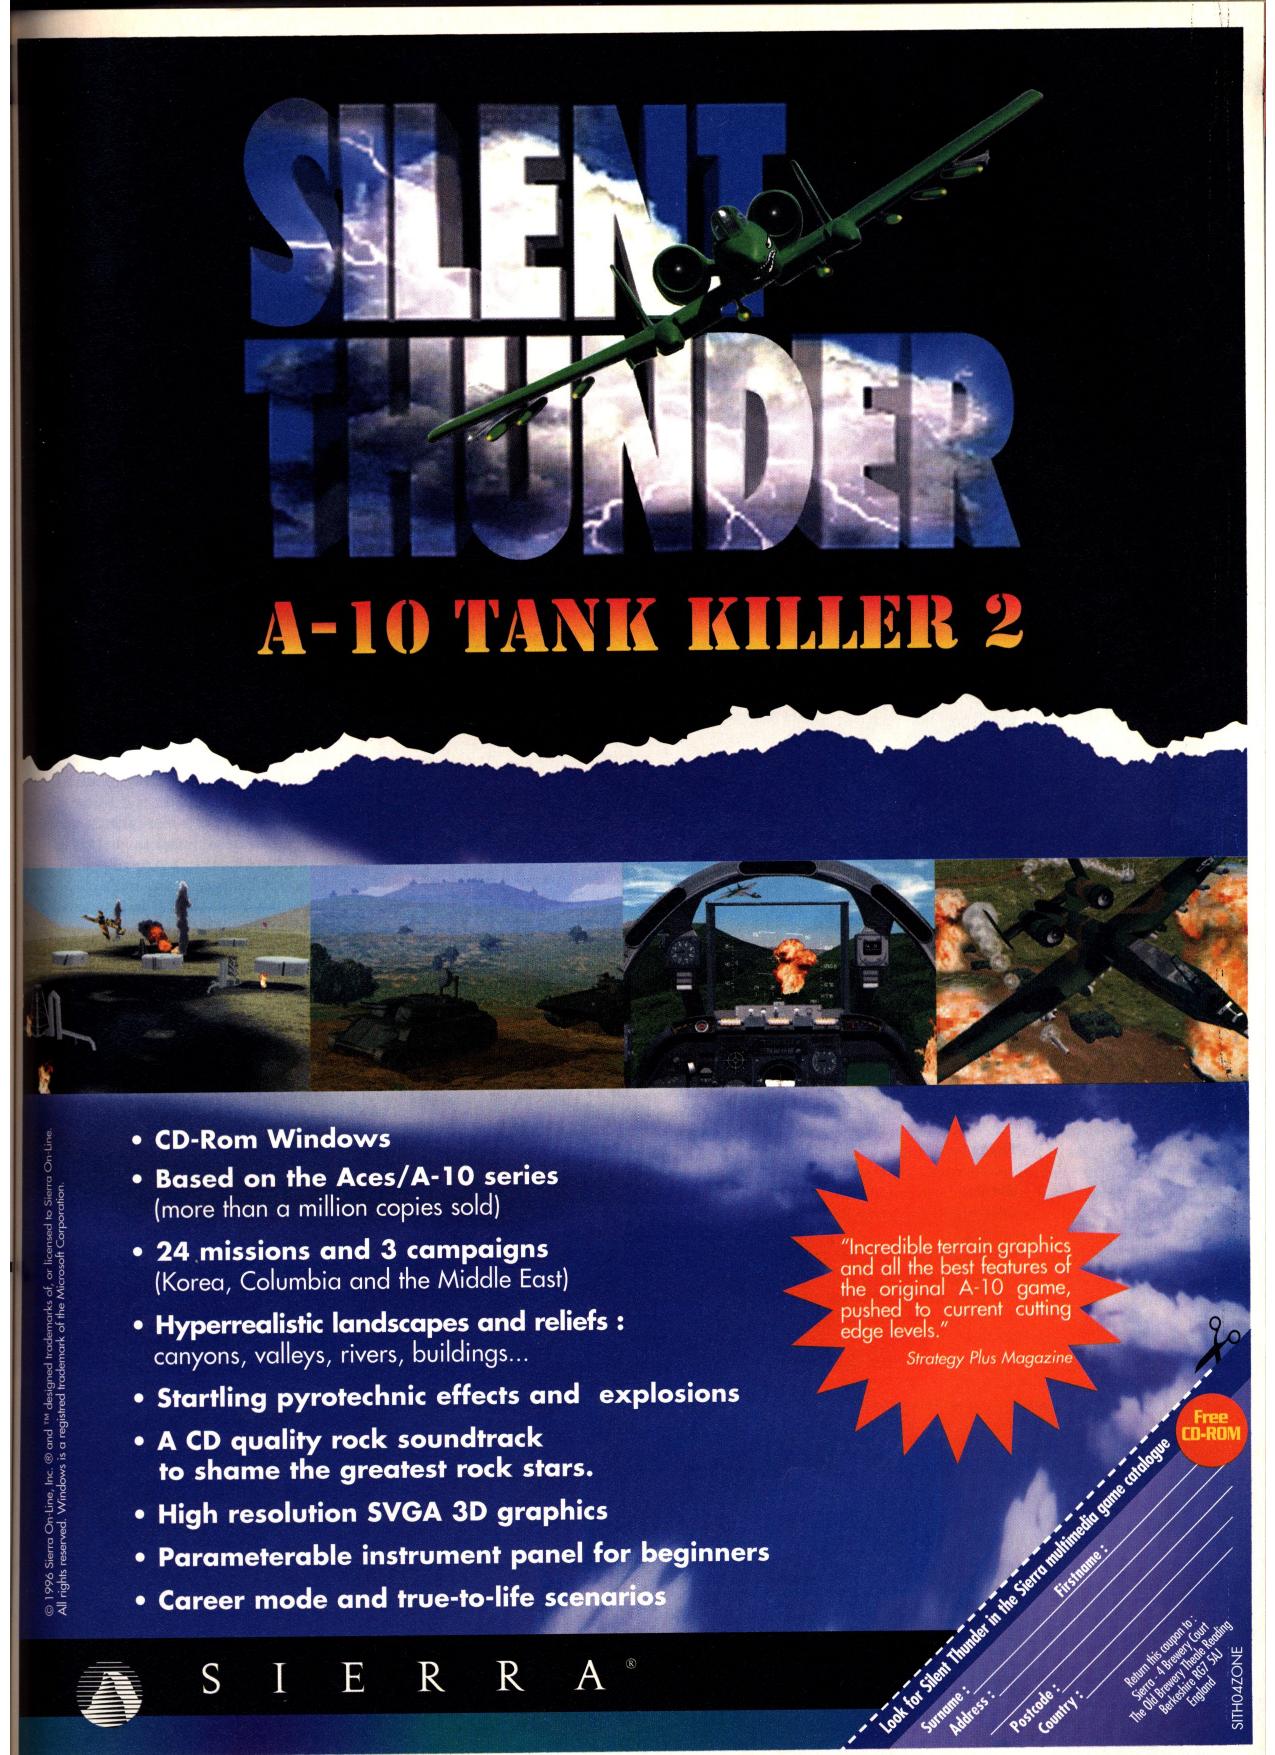 SILENT
THUNDER
A-10 TANK KILLER 2
• CD-Rom Windows
• Based on the Aces/A-10 series
(more than a million copies sold)
• 24 missions and 3 campaigns
(Korea, Columbia and the Middle East)
• Hyperrealistic landscapes and reliefs :
canyons, valleys, rivers, buildings...
• Startling pyrotechnic effects and explosions
• A CD quality rock soundtrack
to shame the greatest rock stars.
• High resolution SVGA 3D graphics
• Parameterable instrument panel for beginners
• Career mode and true-to-life scenarios
"Incredible terrain graphics
and all the best features of
the original A-10 game,
pushed to current cutting
edge levels."
Strategy Plus Magazine
© 1996 Sierra On-Line, Inc. ® and ™ designed trademarks of, or licensed to Sierra On-Line.
All rights reserved. Windows is a registred trademark of the Microsoft Corporation.
SIERRA®
Free
CD-ROM
Look for Silent Thunder in the Sierra multimedia game catalogue
Surname : Firstname :
Address :
Postcode :
Country :
Return this coupon to :
Sierra - 4 Brewery Court
The Old Brewery Theale Reading
Berkshire RG7 5AJ
England
SITH04ZONE